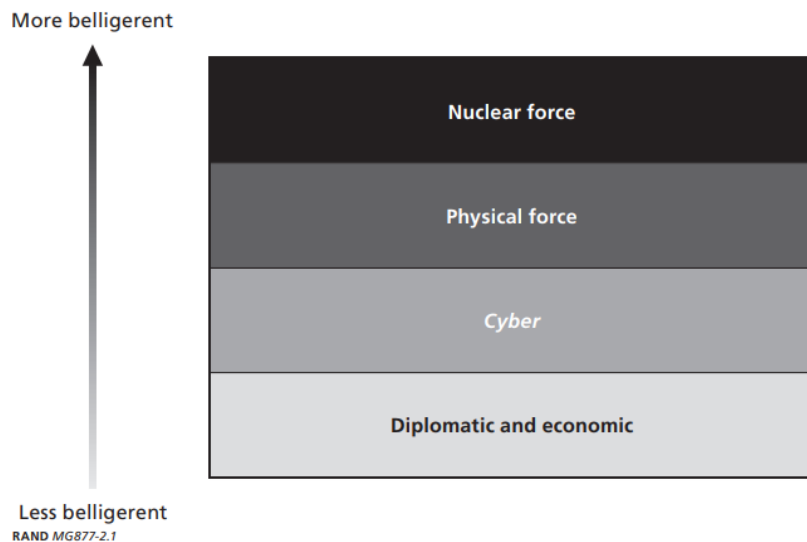 More belligerent
Nuclear force
Physical force
Cyber
Diplomatic and economic
Less belligerent
RAND MG877-2.1